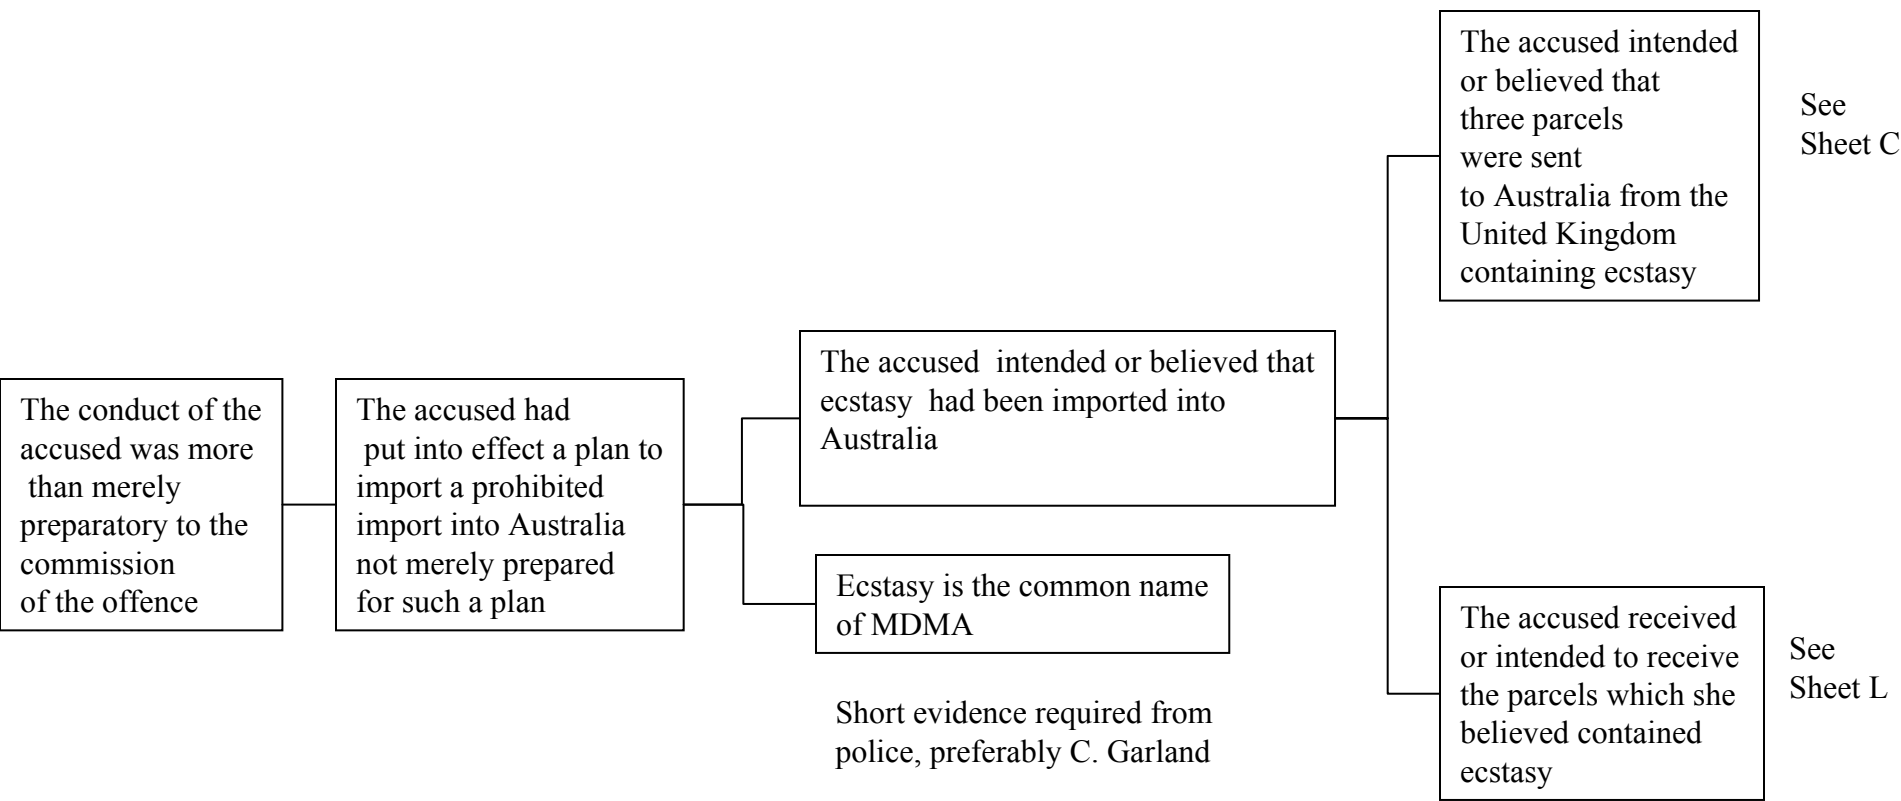 The conduct of the
accused was more
than merely
preparatory to the
commission
of the offence
The accused had
put into effect a plan to
import a prohibited
import into Australia
not merely prepared
for such a plan
The accused intended or believed that
ecstasy had been imported into
Australia
Ecstasy is the common name
of MDMA
Short evidence required from
police, preferably C. Garland
The accused intended
or believed that
three parcels
were sent
to Australia from the
United Kingdom
containing ecstasy
See
Sheet C
The accused received
or intended to receive
the parcels which she
believed contained
ecstasy
See
Sheet L